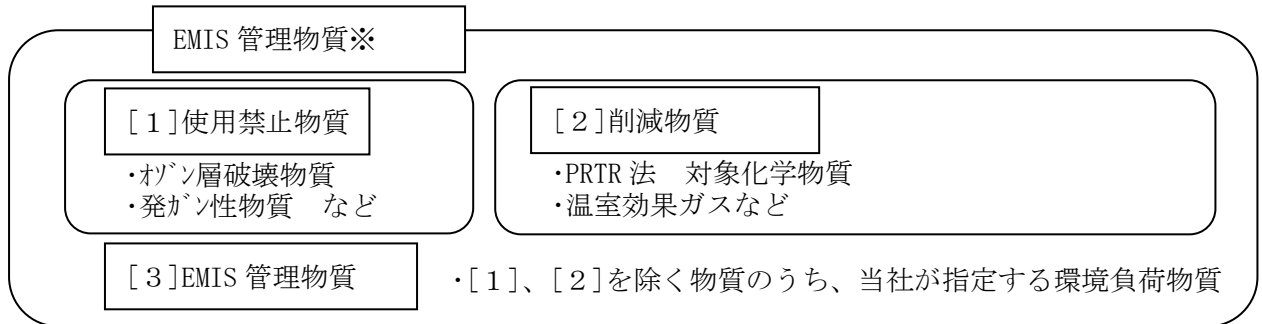 EMIS 管理物質※
[１]使用禁止物質
・ｵｿﾞﾝ層破壊物質
・発ｶﾞﾝ性物質　など
[２]削減物質
・PRTR 法　対象化学物質
・温室効果ガスなど
[３]EMIS 管理物質
・[１]、[２]を除く物質のうち、当社が指定する環境負荷物質